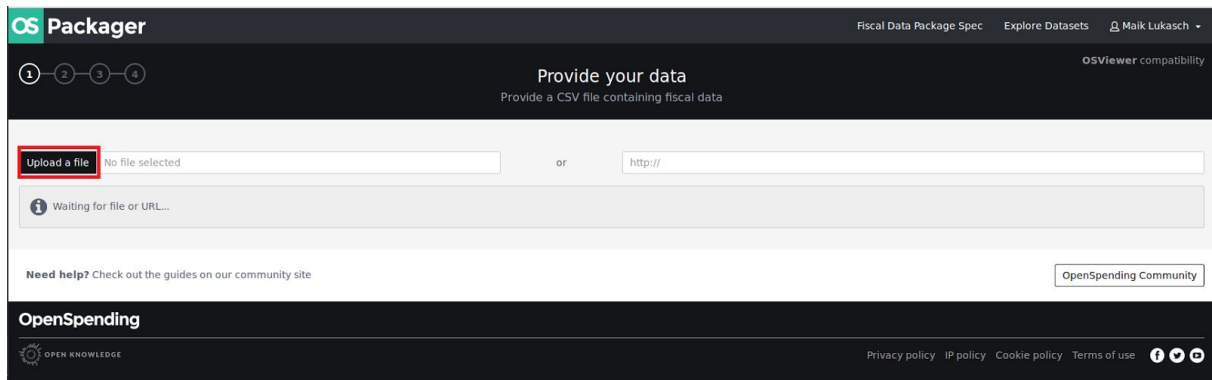 OS Packager
Fiscal Data Package Spec Explore Datasets Maik Lukasch
1 2 3 4
OSViewer compatibility
Provide your data
Provide a CSV file containing fiscal data
Upload a file No file selected or http://
Waiting for file or URL...
Need help? Check out the guides on our community site
OpenSpending Community
OpenSpending
OPEN KNOWLEDGE
Privacy policy IP policy Cookie policy Terms of use